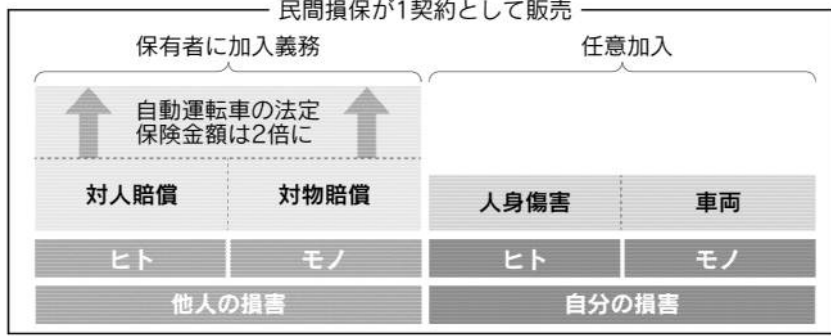 民間損保が1契約として販売
保有者に加入義務
任意加入
自動運転車の法定
保険金額は2倍に
対人賠償
対物賠償
人身傷害
車両
ヒト
モノ
ヒト
モノ
他人の損害
自分の損害